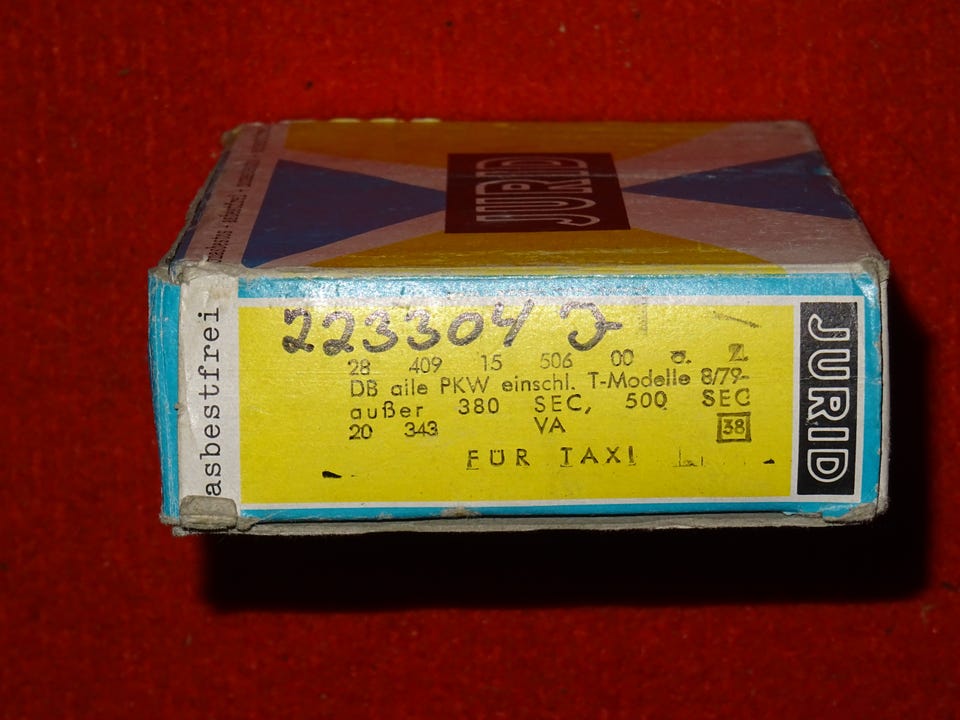 JURID
asbestfrei
223304 J
28 409 15 506 00 o. Z.
DB alle PKW einschl. T-Modelle 8/79-
außer 380 SEC, 500 SEC
20 343 VA 38
FÜR TAXI
JURID